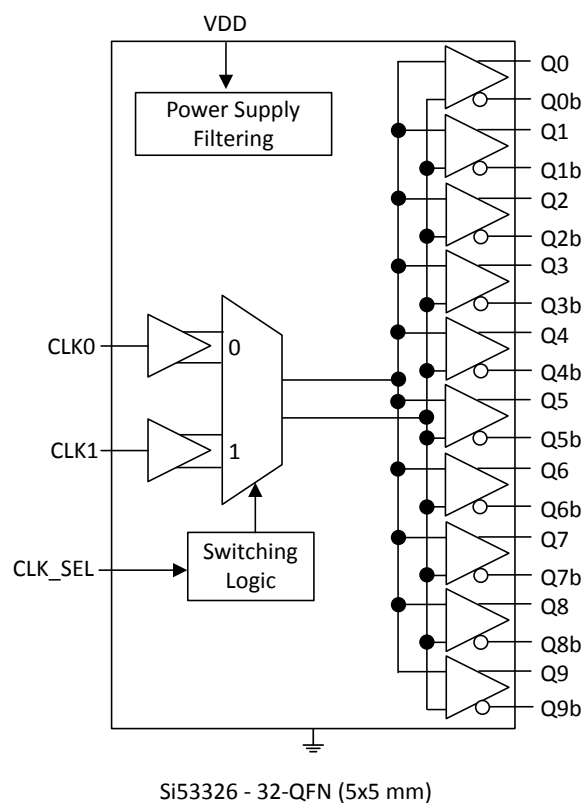 VDD
Power Supply
Filtering
CLK0
0
CLK1
1
CLK_SEL
Switching
Logic
Q0
Q0b
Q1
Q1b
Q2
Q2b
Q3
Q3b
Q4
Q4b
Q5
Q5b
Q6
Q6b
Q7
Q7b
Q8
Q8b
Q9
Q9b
Si53326 - 32-QFN (5x5 mm)